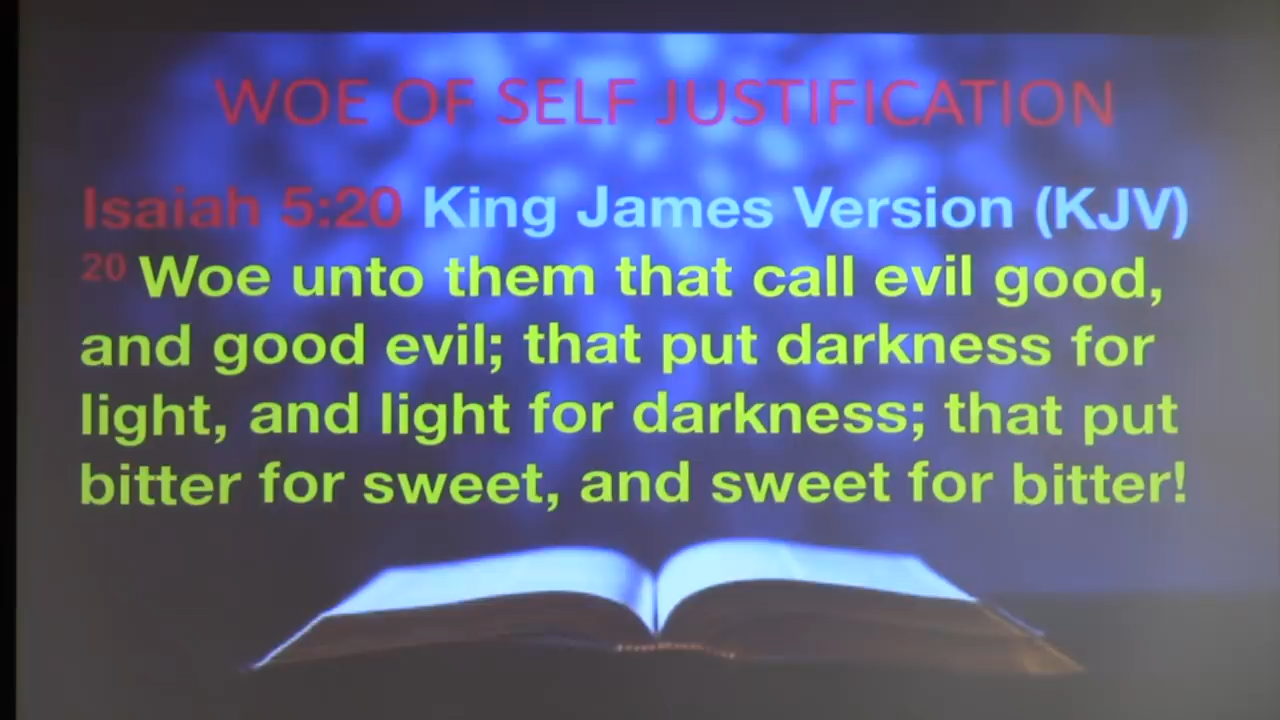 WOE OF SELF JUSTIFICATION
Isaiah 5:20 King James Version (KJV)
20 Woe unto them that call evil good,
and good evil; that put darkness for
light, and light for darkness; that put
bitter for sweet, and sweet for bitter!